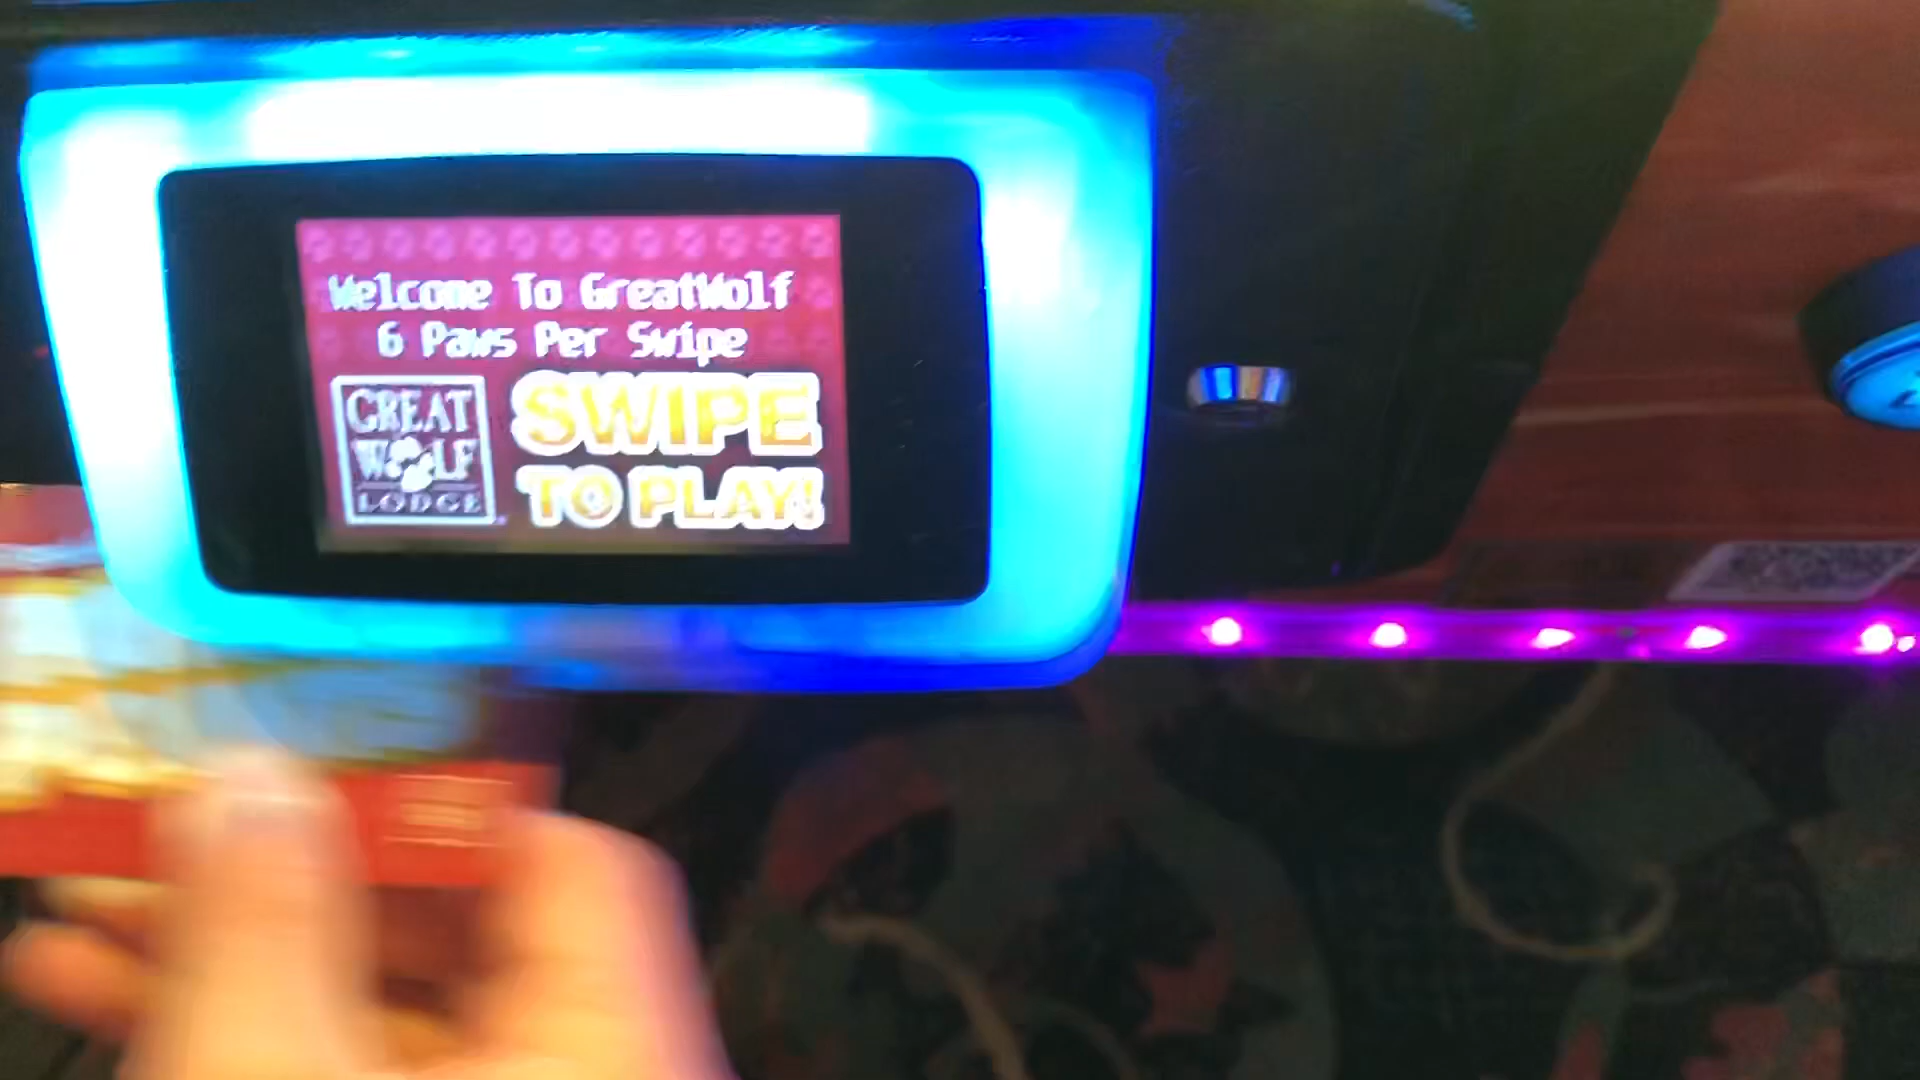 Welcome To GreatWolf
6 Paws Per Swipe
GREAT
WOLF
LODGE
SWIPE
TO PLAY!